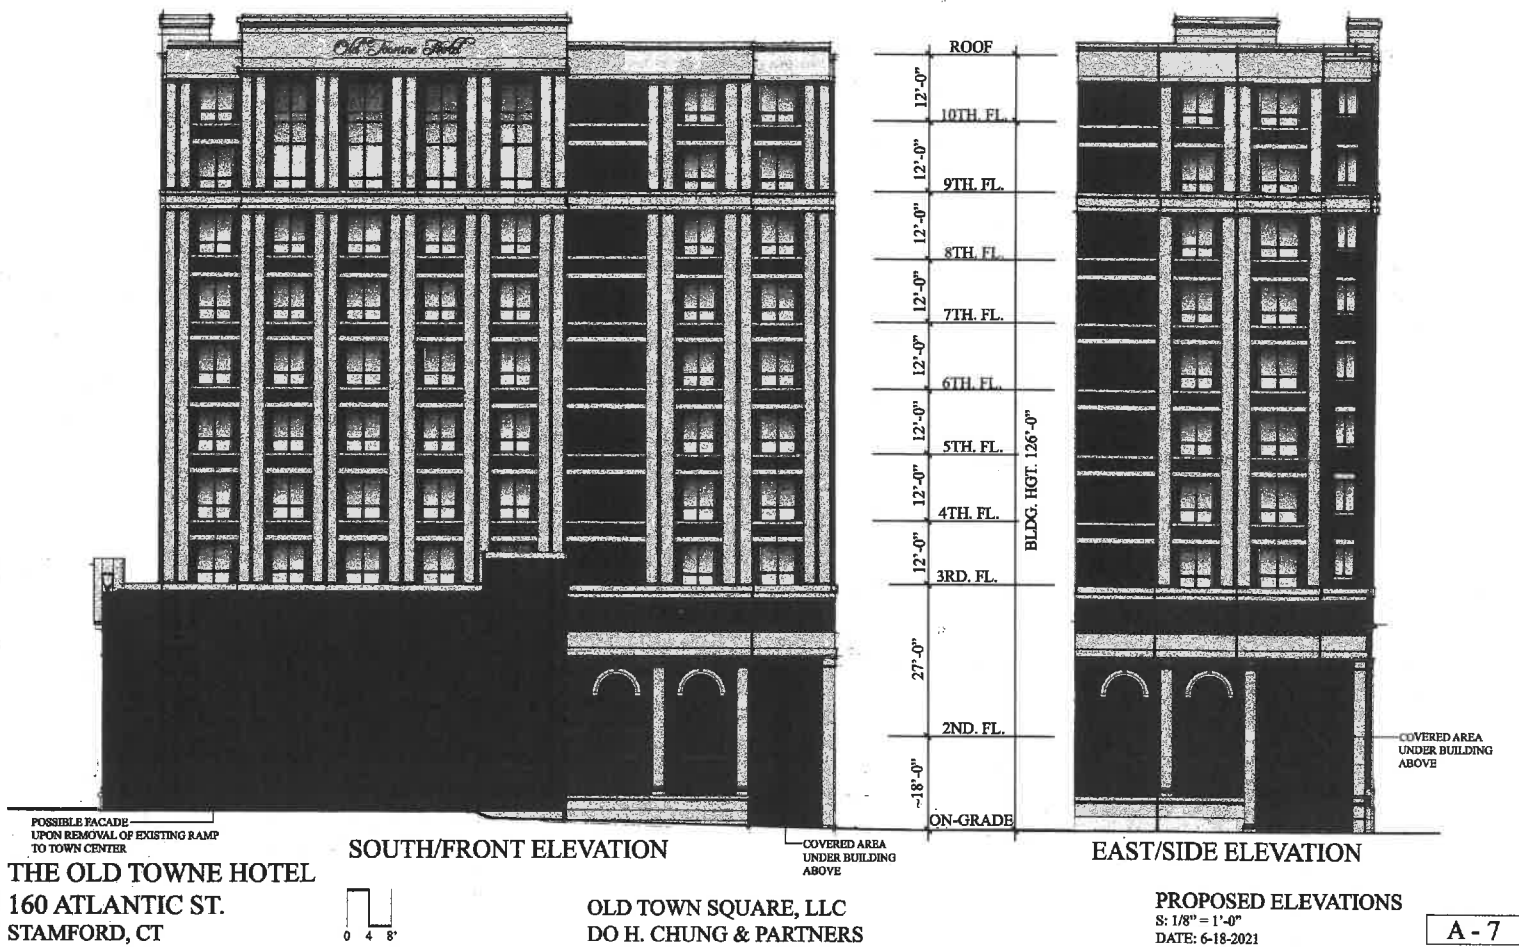 Old Towne Hotel
ROOF
12'-0"
10TH. FL.
12'-0"
9TH. FL.
12'-0"
8TH. FL.
12'-0"
7TH. FL.
12'-0"
6TH. FL.
12'-0"
5TH. FL.
12'-0"
4TH. FL.
12'-0"
3RD. FL.
BLDG. HGT. 126'-0"
27'-0"
2ND. FL.
~18'-0"
ON-GRADE
COVERED AREA
UNDER BUILDING
ABOVE
POSSIBLE FACADE
UPON REMOVAL OF EXISTING RAMP
TO TOWN CENTER
SOUTH/FRONT ELEVATION
COVERED AREA
UNDER BUILDING
ABOVE
EAST/SIDE ELEVATION
THE OLD TOWNE HOTEL
160 ATLANTIC ST.
STAMFORD, CT
0 4 8'
OLD TOWN SQUARE, LLC
DO H. CHUNG & PARTNERS
PROPOSED ELEVATIONS
S: 1/8" = 1'-0"
DATE: 6-18-2021
A - 7